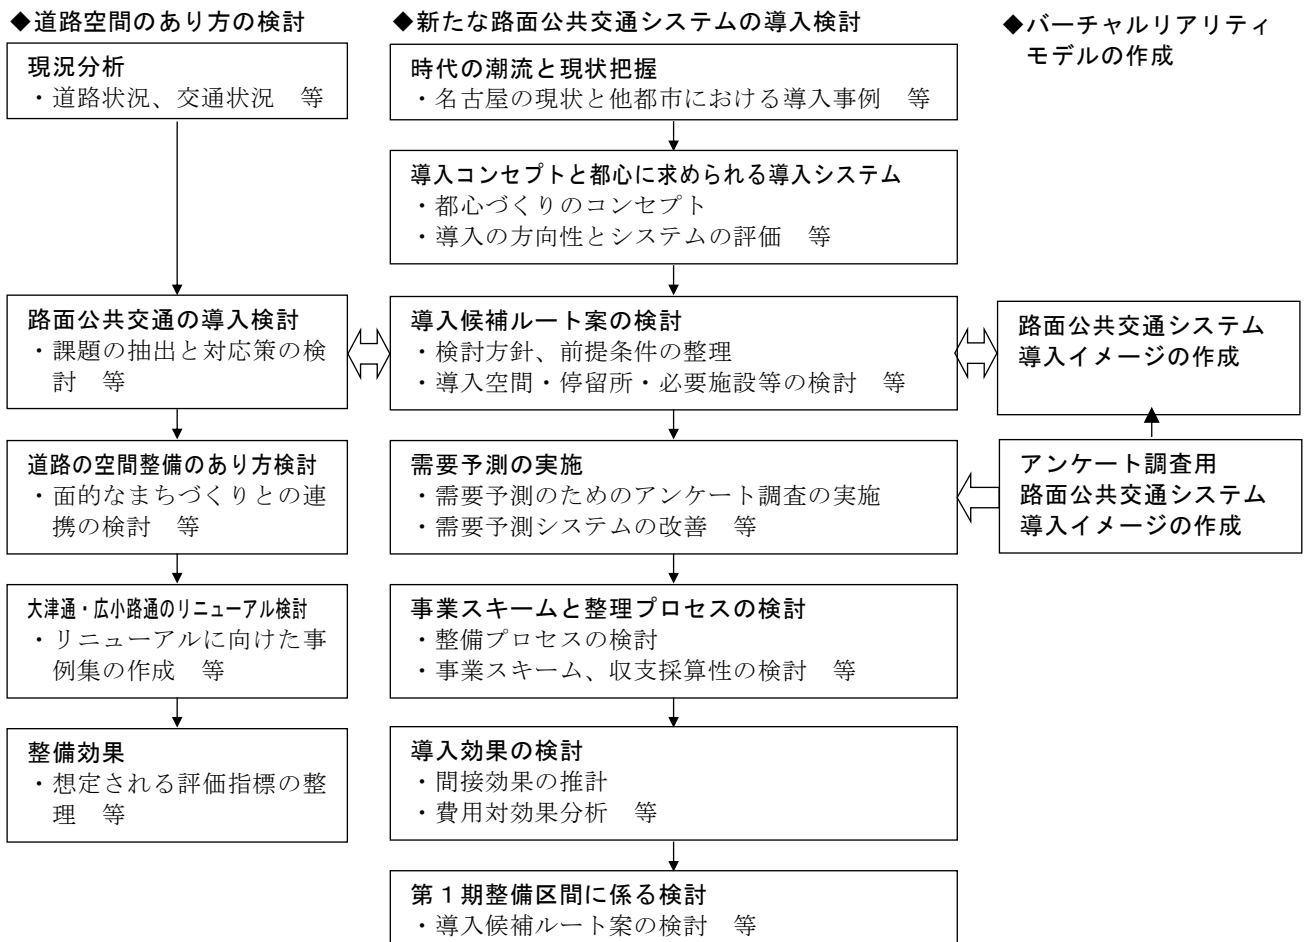 ◆道路空間のあり方の検討
現況分析
・道路状況、交通状況　等
路面公共交通の導入検討
・課題の抽出と対応策の検
討　等
道路の空間整備のあり方検討
・面的なまちづくりとの連
携の検討　等
大津通・広小路通のリニューアル検討
・リニューアルに向けた事
例集の作成　等
整備効果
・想定される評価指標の整
理　等
◆新たな路面公共交通システムの導入検討
時代の潮流と現状把握
・名古屋の現状と他都市における導入事例　等
導入コンセプトと都心に求められる導入システム
・都心づくりのコンセプト
・導入の方向性とシステムの評価　等
導入候補ルート案の検討
・検討方針、前提条件の整理
・導入空間・停留所・必要施設等の検討　等
需要予測の実施
・需要予測のためのアンケート調査の実施
・需要予測システムの改善　等
事業スキームと整理プロセスの検討
・整備プロセスの検討
・事業スキーム、収支採算性の検討　等
導入効果の検討
・間接効果の推計
・費用対効果分析　等
第１期整備区間に係る検討
・導入候補ルート案の検討　等
◆バーチャルリアリティ
モデルの作成
路面公共交通システム
導入イメージの作成
アンケート調査用
路面公共交通システム
導入イメージの作成